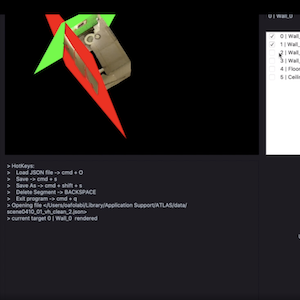 0 | Wall_0
0 | Wall_
1 | Wall_
2 | Wall_
3 | Wall_
4 | Floor
5 | Ceilin
> HotKeys:
> Load JSON file -> cmd + O
> Save -> cmd + s
> Save As -> cmd + shift + s
> Delete Segment -> BACKSPACE
> Exit program -> cmd + q
> Opening file </Users/oafolabi/Library/Application Support/ATLAS/data/
scene0410_01_vh_clean_2.json>
> current target 0 | Wall_0 rendered